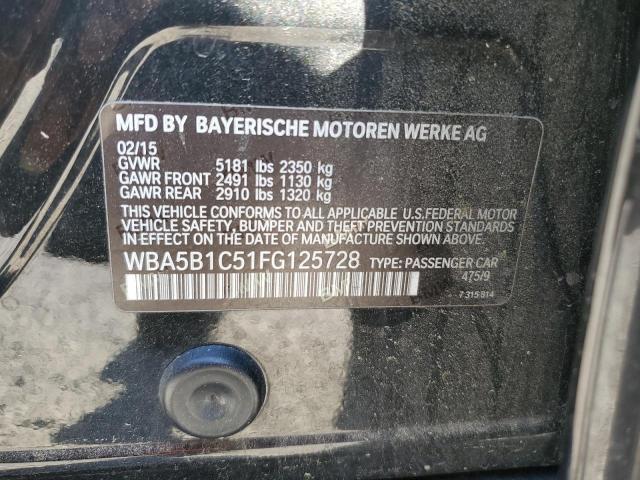 MFD BY BAYERISCHE MOTOREN WERKE AG
02/15
GVWR 5181 lbs 2350 kg
GAWR FRONT 2491 lbs 1130 kg
GAWR REAR 2910 lbs 1320 kg
THIS VEHICLE CONFORMS TO ALL APPLICABLE U.S.FEDERAL MOTOR
VEHICLE SAFETY, BUMPER AND THEFT PREVENTION STANDARDS
IN EFFECT ON THE DATE OF MANUFACTURE SHOWN ABOVE.
WBA5B1C51FG125728 TYPE: PASSENGER CAR
475/9
7 315 814